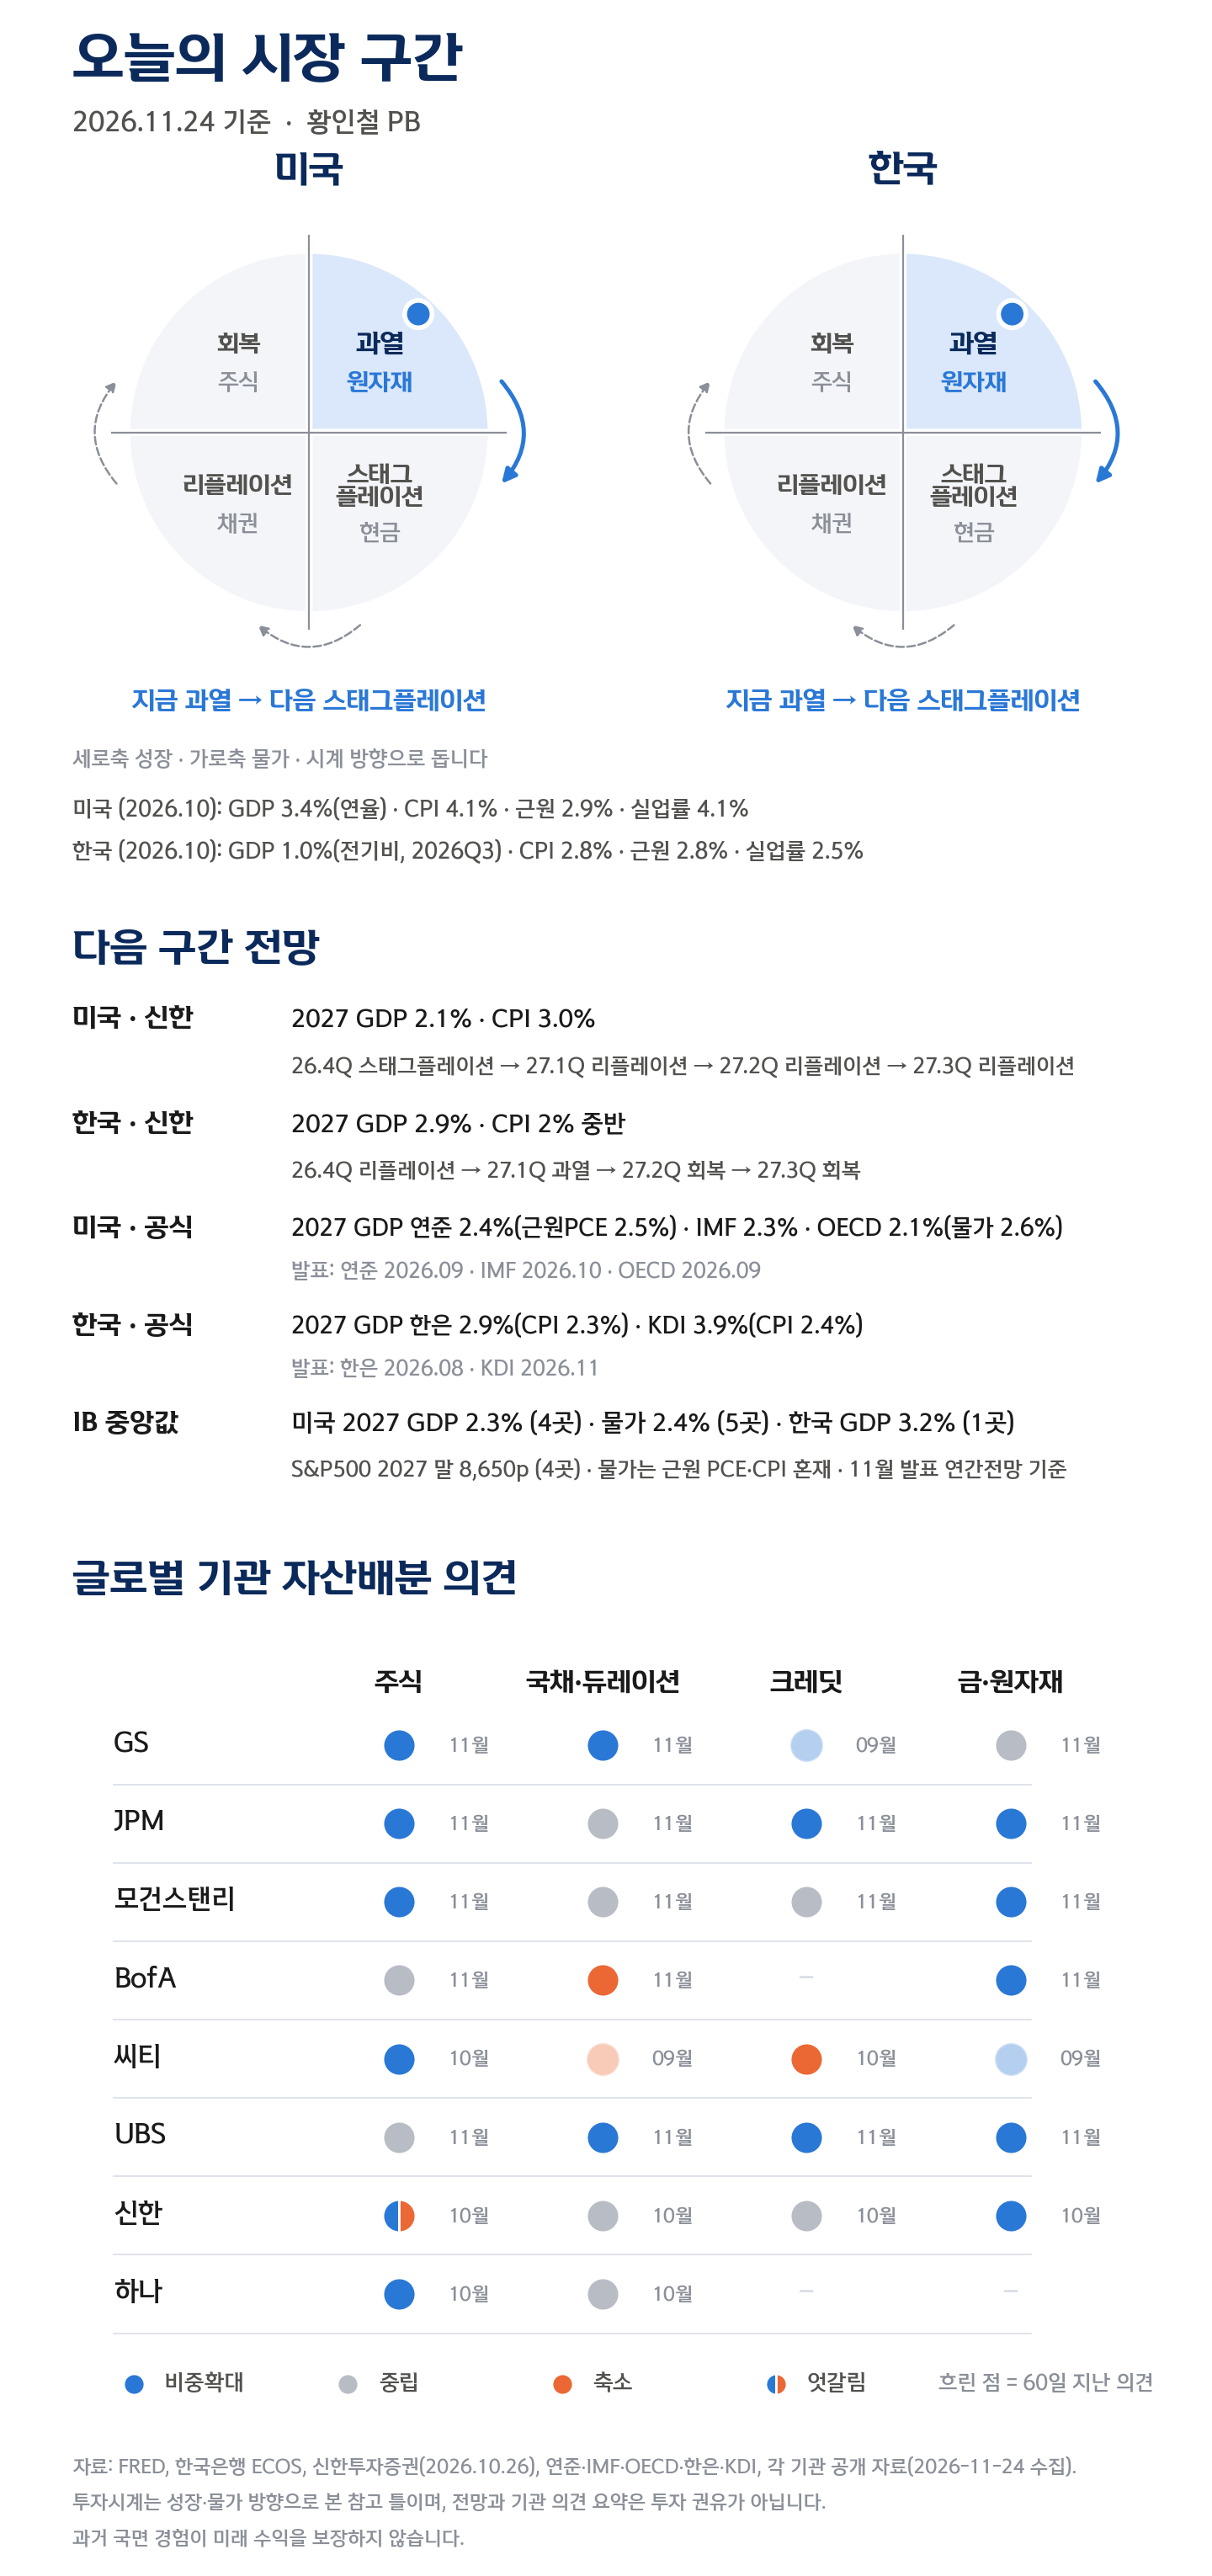 오늘의 시장 구간
2026.11.24 기준 · 황인철 PB
미국
한국
회복
주식
과열
원자재
리플레이션
채권
스태그
플레이션
현금
회복
주식
과열
원자재
리플레이션
채권
스태그
플레이션
현금
지금 과열 → 다음 스태그플레이션
지금 과열 → 다음 스태그플레이션
세로축 성장 · 가로축 물가 · 시계 방향으로 돕니다
미국 (2026.10): GDP 3.4%(연율) · CPI 4.1% · 근원 2.9% · 실업률 4.1%
한국 (2026.10): GDP 1.0%(전기비, 2026Q3) · CPI 2.8% · 근원 2.8% · 실업률 2.5%
다음 구간 전망
미국 · 신한 2027 GDP 2.1% · CPI 3.0%
26.4Q 스태그플레이션 → 27.1Q 리플레이션 → 27.2Q 리플레이션 → 27.3Q 리플레이션
한국 · 신한 2027 GDP 2.9% · CPI 2% 중반
26.4Q 리플레이션 → 27.1Q 과열 → 27.2Q 회복 → 27.3Q 회복
미국 · 공식 2027 GDP 연준 2.4%(근원PCE 2.5%) · IMF 2.3% · OECD 2.1%(물가 2.6%)
발표: 연준 2026.09 · IMF 2026.10 · OECD 2026.09
한국 · 공식 2027 GDP 한은 2.9%(CPI 2.3%) · KDI 3.9%(CPI 2.4%)
발표: 한은 2026.08 · KDI 2026.11
IB 중앙값 미국 2027 GDP 2.3% (4곳) · 물가 2.4% (5곳) · 한국 GDP 3.2% (1곳)
S&P500 2027 말 8,650p (4곳) · 물가는 근원 PCE·CPI 혼재 · 11월 발표 연간전망 기준
글로벌 기관 자산배분 의견
주식 국채·듀레이션 크레딧 금·원자재
GS 11월 11월 09월 11월
JPM 11월 11월 11월 11월
모건스탠리 11월 11월 11월 11월
BofA 11월 11월 – 11월
씨티 10월 09월 10월 09월
UBS 11월 11월 11월 11월
신한 10월 10월 10월 10월
하나 10월 10월 – –
비중확대 중립 축소 엇갈림 흐린 점 = 60일 지난 의견
자료: FRED, 한국은행 ECOS, 신한투자증권(2026.10.26), 연준·IMF·OECD·한은·KDI, 각 기관 공개 자료(2026-11-24 수집).
투자시계는 성장·물가 방향으로 본 참고 틀이며, 전망과 기관 의견 요약은 투자 권유가 아닙니다.
과거 국면 경험이 미래 수익을 보장하지 않습니다.